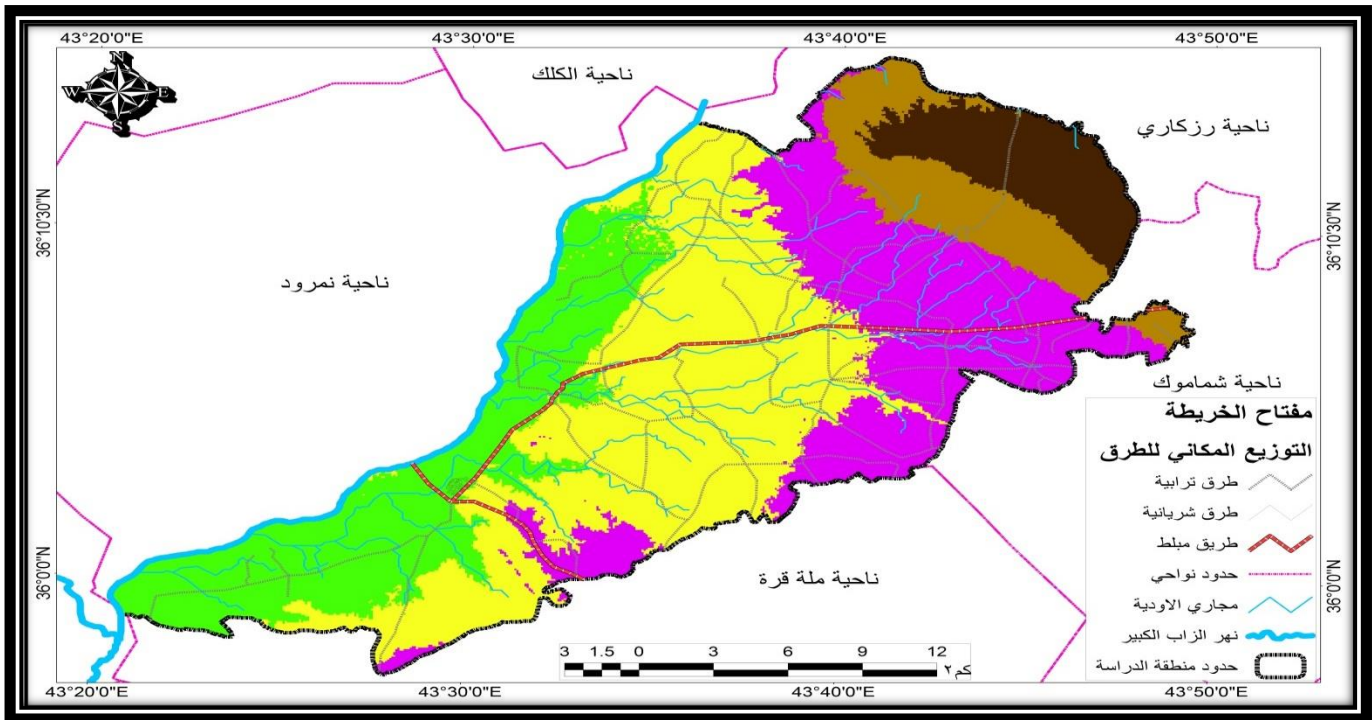 43°20'0"E 43°30'0"E 43°40'0"E 43°50'0"E
N
W E
S
ناحية الكلك
ناحية رزكاري
36°10'30"N 36°10'30"N
ناحية نمرود
ناحية شماموك
مفتاح الخريطة
التوزيع المكاني للطرق
طرق ترابية
طرق شريانية
طريق مبلط
حدود نواحي
مجاري الاودية
نهر الزاب الكبير
حدود منطقة الدراسة
36°0'0"N 36°0'0"N
ناحية ملة قرة
3 1.5 0 3 6 9 12
كم٢
43°20'0"E 43°30'0"E 43°40'0"E 43°50'0"E